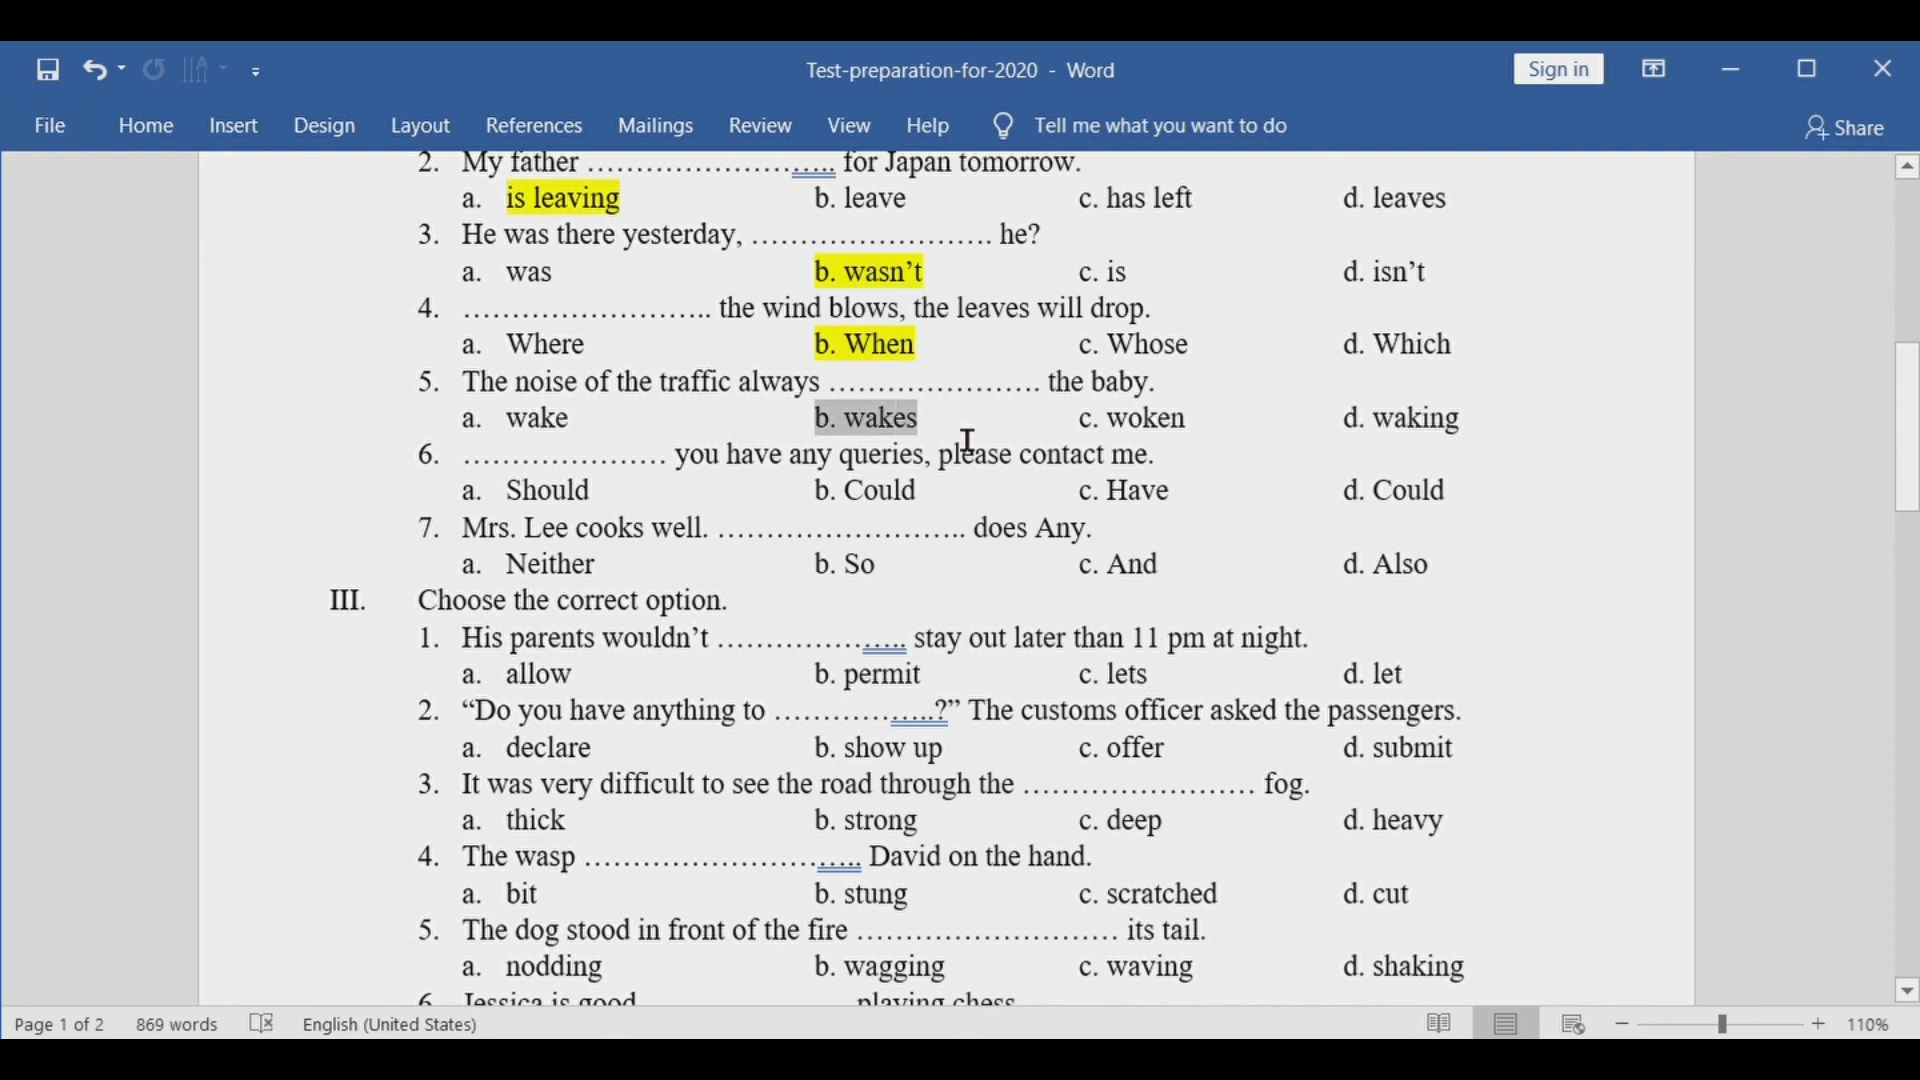 Test-preparation-for-2020 - Word
Sign in
File Home Insert Design Layout References Mailings Review View Help Tell me what you want to do Share
2. My father ……………………….. for Japan tomorrow.
a. is leaving b. leave c. has left d. leaves
3. He was there yesterday, ………………………. he?
a. was b. wasn’t c. is d. isn’t
4. ……………………….. the wind blows, the leaves will drop.
a. Where b. When c. Whose d. Which
5. The noise of the traffic always ……………………. the baby.
a. wake b. wakes c. woken d. waking
6. …………………… you have any queries, please contact me.
a. Should b. Could c. Have d. Could
7. Mrs. Lee cooks well. ……………………….. does Any.
a. Neither b. So c. And d. Also
III. Choose the correct option.
1. His parents wouldn’t ………………….. stay out later than 11 pm at night.
a. allow b. permit c. lets d. let
2. “Do you have anything to ………………..?” The customs officer asked the passengers.
a. declare b. show up c. offer d. submit
3. It was very difficult to see the road through the ……………………… fog.
a. thick b. strong c. deep d. heavy
4. The wasp ………………………….. David on the hand.
a. bit b. stung c. scratched d. cut
5. The dog stood in front of the fire ………………………… its tail.
a. nodding b. wagging c. waving d. shaking
6. Jessica is good playing chess
Page 1 of 2 869 words English (United States) 110%